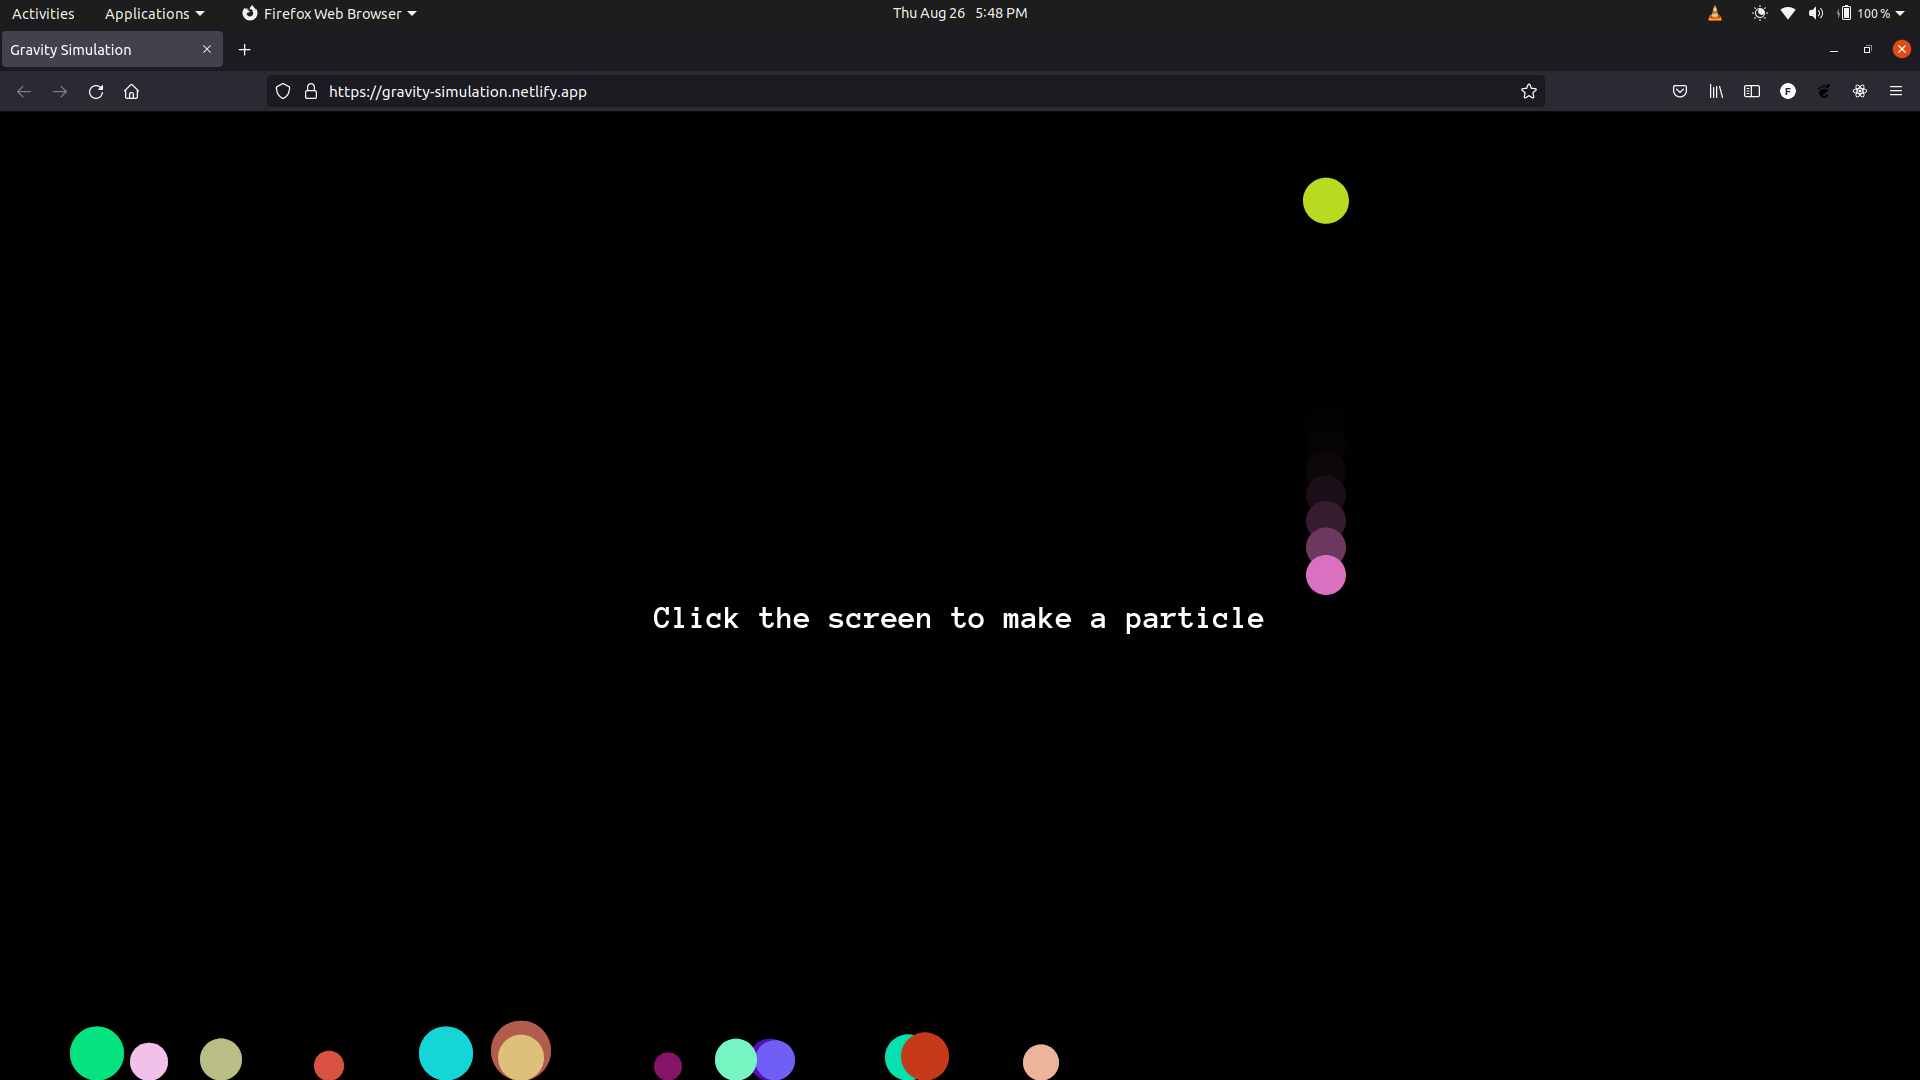 Activities Applications Firefox Web Browser Thu Aug 26 5:48 PM 100 %
Gravity Simulation
https://gravity-simulation.netlify.app
F
Click the screen to make a particle